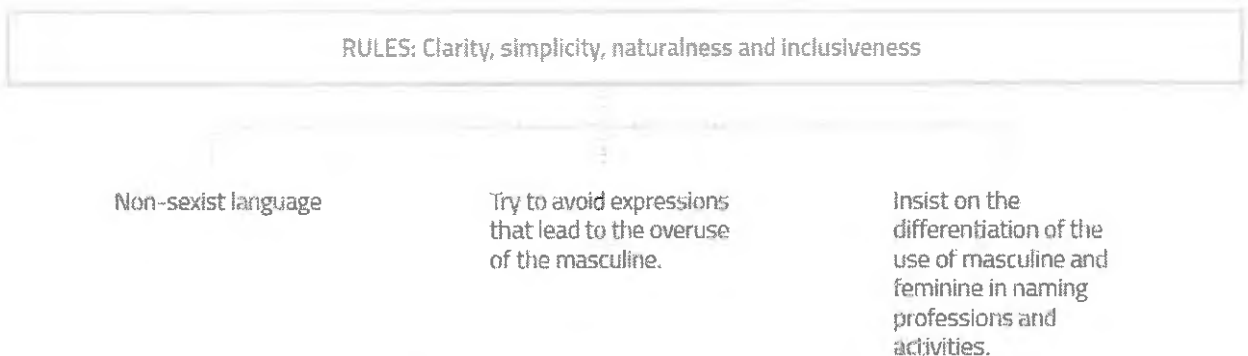 RULES: Clarity, simplicity, naturalness and inclusiveness
Non-sexist language
Try to avoid expressions
that lead to the overuse
of the masculine.
Insist on the
differentiation of the
use of masculine and
feminine in naming
professions and
activities.